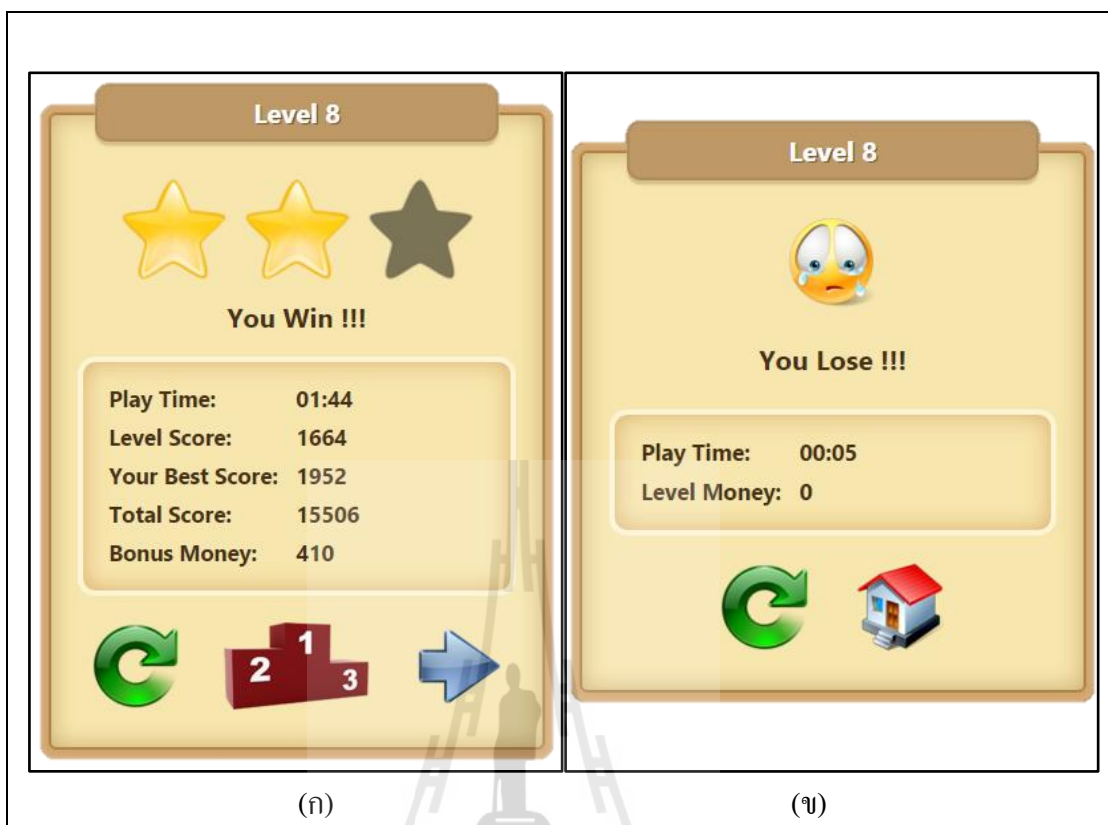 Level 8
You Win !!!
Play Time: 01:44
Level Score: 1664
Your Best Score: 1952
Total Score: 15506
Bonus Money: 410
2 1 3
(ก)
Level 8
You Lose !!!
Play Time: 00:05
Level Money: 0
(ข)